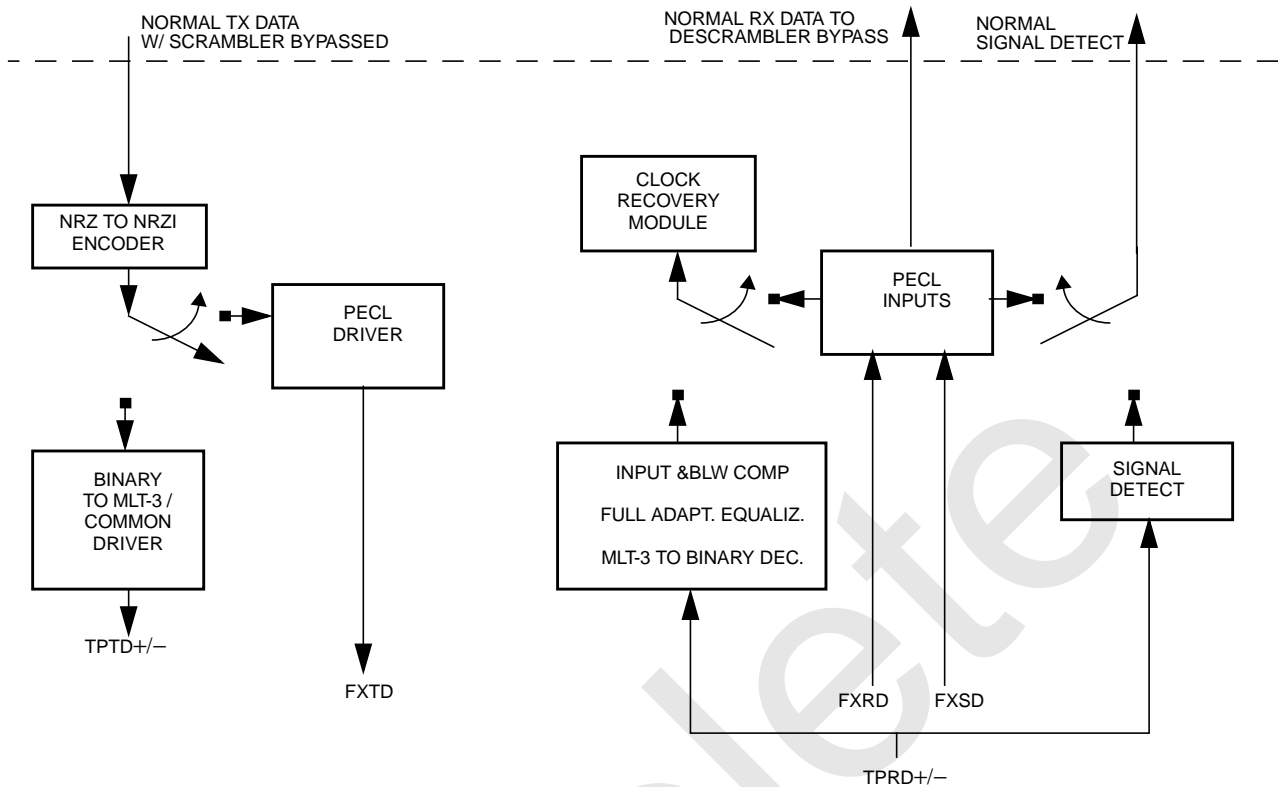 NORMAL TX DATA
W/ SCRAMBLER BYPASSED
NORMAL RX DATA TO
DESCRAMBLER BYPASS
NORMAL
SIGNAL DETECT
NRZ TO NRZI
ENCODER
CLOCK
RECOVERY
MODULE
PECL
DRIVER
PECL
INPUTS
BINARY
TO MLT-3 /
COMMON
DRIVER
INPUT &BLW COMP
FULL ADAPT. EQUALIZ.
MLT-3 TO BINARY DEC.
SIGNAL
DETECT
TPTD+/−
FXTD
FXRD
FXSD
TPRD+/−
lete